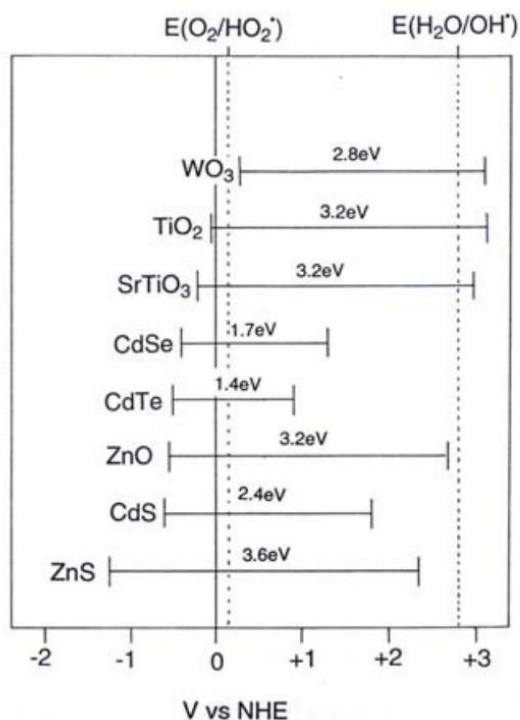 E(O₂/HO₂˙) E(H₂O/OH˙)
2.8eV
WO₃
3.2eV
TiO₂
3.2eV
SrTiO₃
1.7eV
CdSe
1.4eV
CdTe
3.2eV
ZnO
2.4eV
CdS
3.6eV
ZnS
-2 -1 0 +1 +2 +3
V vs NHE